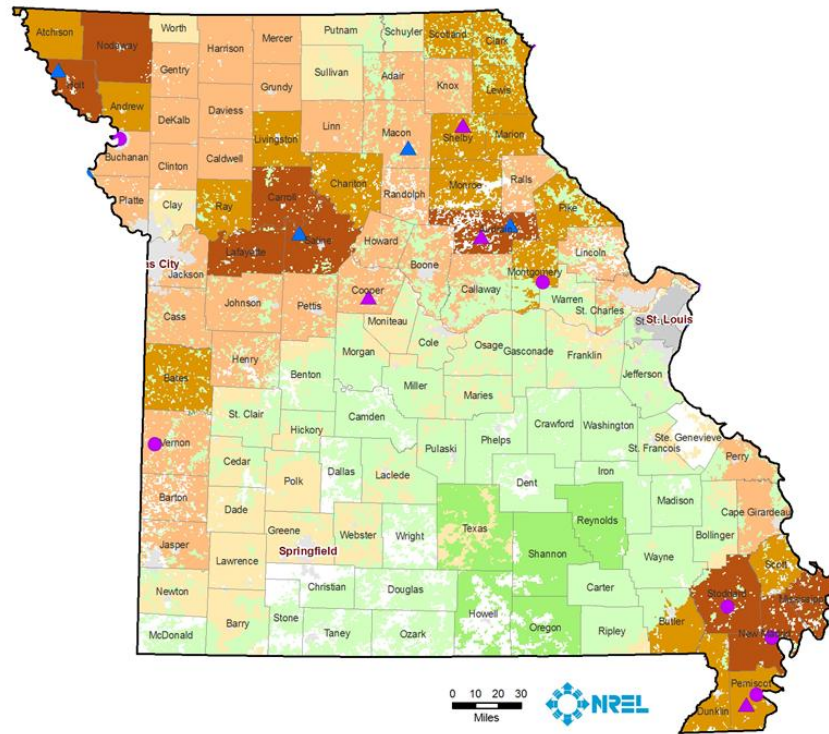 Worth
Putnam
Schuyler
Scotland
Clark
Atchison
Nodaway
Harrison
Mercer
Gentry
Sullivan
Adair
Knox
Lewis
Holt
Andrew
DeKalb
Daviess
Grundy
Linn
Macon
Shelby
Marion
Livingston
Buchanan
Clinton
Caldwell
Chariton
Randolph
Monroe
Ralls
Platte
Clay
Ray
Carroll
Pike
Lafayette
Saline
Howard
Boone
Audrain
Lincoln
ns City
Jackson
Callaway
Montgomery
Warren
St. Charles
Cass
Johnson
Pettis
Cooper
Moniteau
Cole
St. Louis
Osage
Gasconade
Franklin
Jefferson
Henry
Benton
Morgan
Miller
Maries
Bates
St. Clair
Hickory
Camden
Pulaski
Phelps
Crawford
Washington
Ste. Genevieve
St. Francois
Vernon
Cedar
Polk
Dallas
Laclede
Dent
Iron
Perry
Barton
Dade
Greene
Webster
Wright
Texas
Reynolds
Madison
Cape Girardeau
Bollinger
Jasper
Springfield
Shannon
Wayne
Lawrence
Newton
Christian
Douglas
Howell
Carter
Scott
Stoddard
Mississippi
McDonald
Barry
Stone
Taney
Ozark
Oregon
Ripley
Butler
New Madrid
Dunklin
Pemiscot
0 10 20 30
Miles
NREL